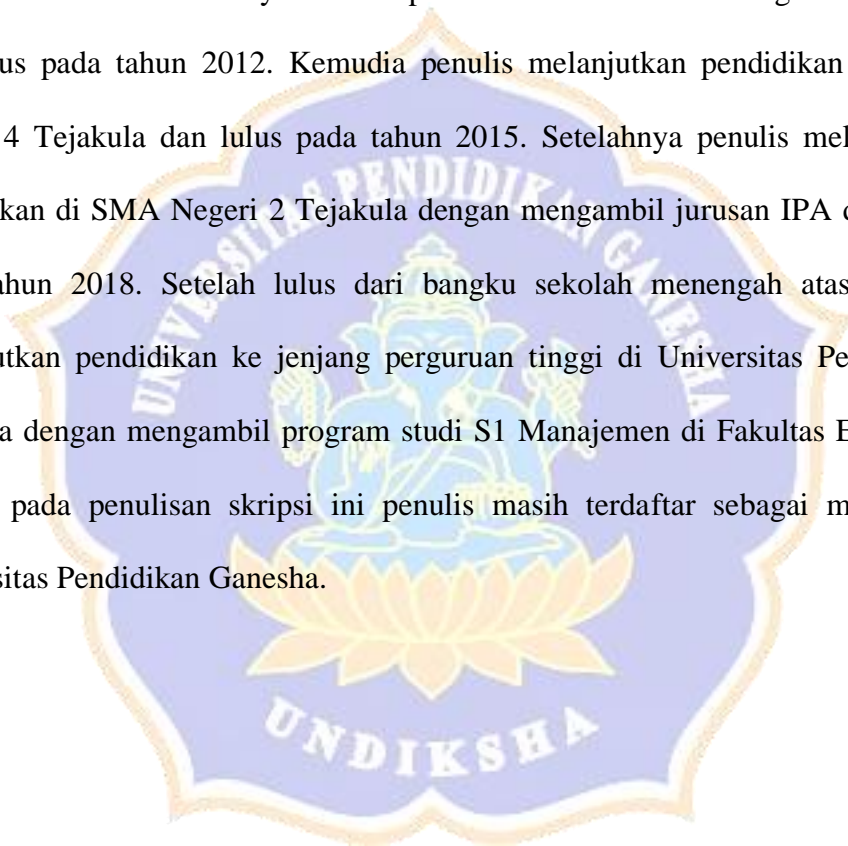 us pada tahun 2012. Kemudia penulis melanjutkan pendidikan
4 Tejakula dan lulus pada tahun 2015. Setelahnya penulis mel
kan di SMA Negeri 2 Tejakula dengan mengambil jurusan IPA d
ahun 2018. Setelah lulus dari bangku sekolah menengah atas
utkan pendidikan ke jenjang perguruan tinggi di Universitas Pe
a dengan mengambil program studi S1 Manajemen di Fakultas E
pada penulisan skripsi ini penulis masih terdaftar sebagai m
sitas Pendidikan Ganesha.
UNIVERSITAS PENDIDIKAN GANESHA
UNDIKSHA